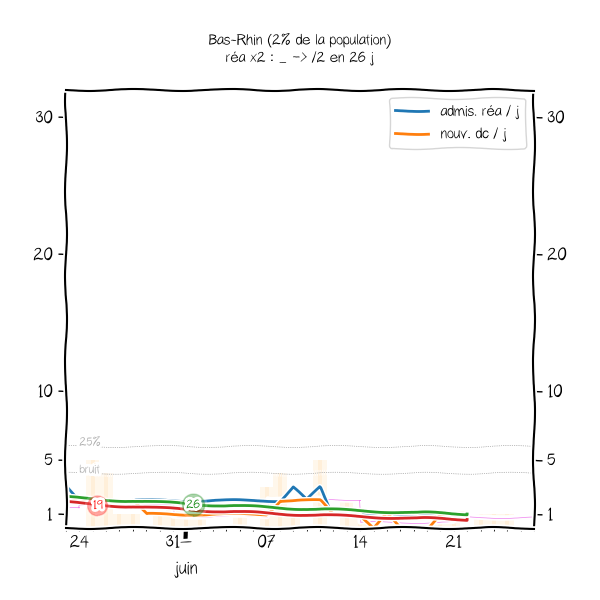 Bas-Rhin (2% de la population)
réa x2 : _ -> /2 en 26 j
admis. réa / j
nouv. dc / j
30 30
20 20
10 10
25%
5 5
bruit
19 26
1 1
24 31 07 14 21
juin